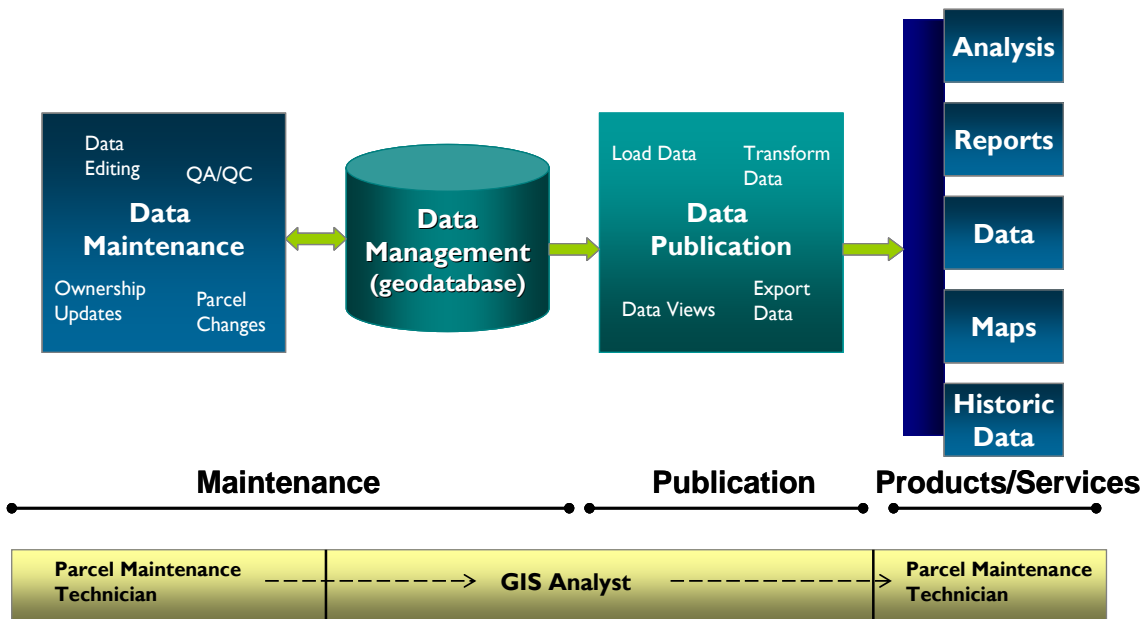 Data
Editing
QA/QC
Data
Maintenance
Ownership
Updates
Parcel
Changes
Data
Management
(geodatabase)
Load Data
Transform
Data
Data
Publication
Data Views
Export
Data
Analysis
Reports
Data
Maps
Historic
Data
Maintenance
Publication
Products/Services
Parcel Maintenance
Technician
GIS Analyst
Parcel Maintenance
Technician